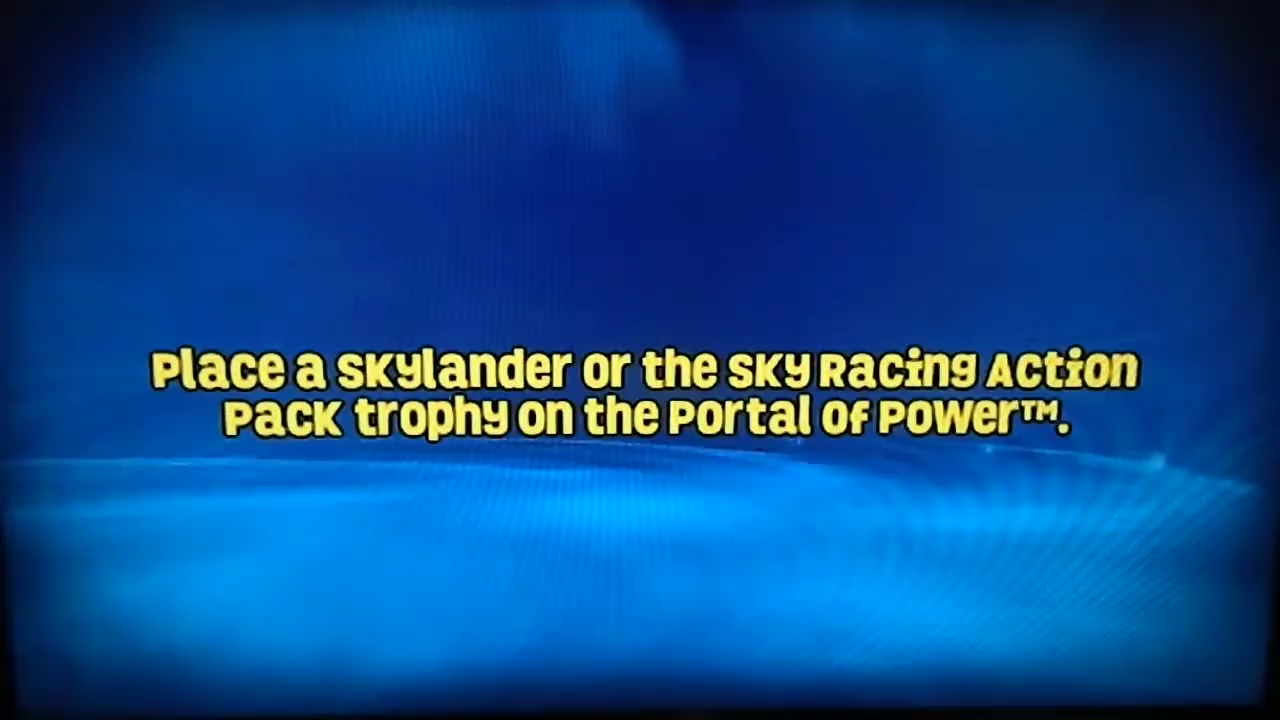 Place a Skylander or the Sky Racing Action
Pack trophy on the Portal of Power™.